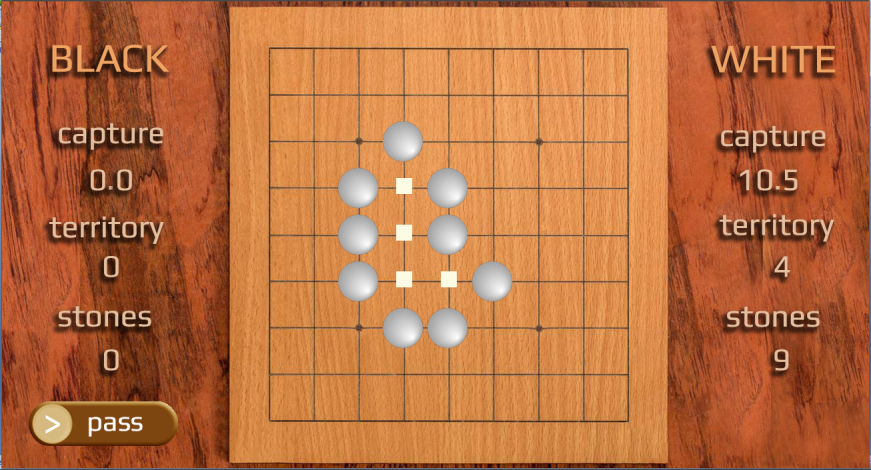 BLACK
capture
0.0
territory
0
stones
0
> pass
WHITE
capture
10.5
territory
4
stones
9